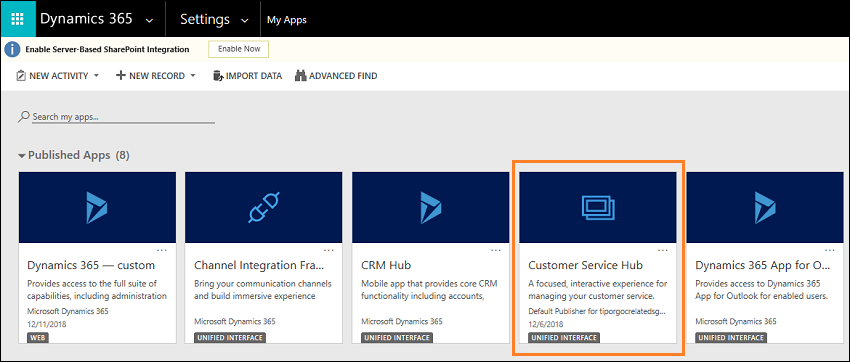 Dynamics 365 Settings My Apps
Enable Server-Based SharePoint Integration Enable Now
NEW ACTIVITY NEW RECORD IMPORT DATA ADVANCED FIND
Search my apps...
Published Apps (8)
...
...
...
...
...
Dynamics 365 — custom
Provides access to the full suite of
capabilities, including administration
Microsoft Dynamics 365
12/11/2018
WEB
Channel Integration Fra...
Bring your communication channels
and build immersive experience
Microsoft Dynamics 365
UNIFIED INTERFACE
CRM Hub
Mobile app that provides core CRM
functionality including accounts,
Microsoft Dynamics 365
UNIFIED INTERFACE
Customer Service Hub
A focused, interactive experience for
managing your customer service.
Default Publisher for tiporgocrelatedsg...
12/6/2018
UNIFIED INTERFACE
Dynamics 365 App for O...
Provides access to Dynamics 365
App for Outlook for enabled users.
Microsoft Dynamics 365
UNIFIED INTERFACE